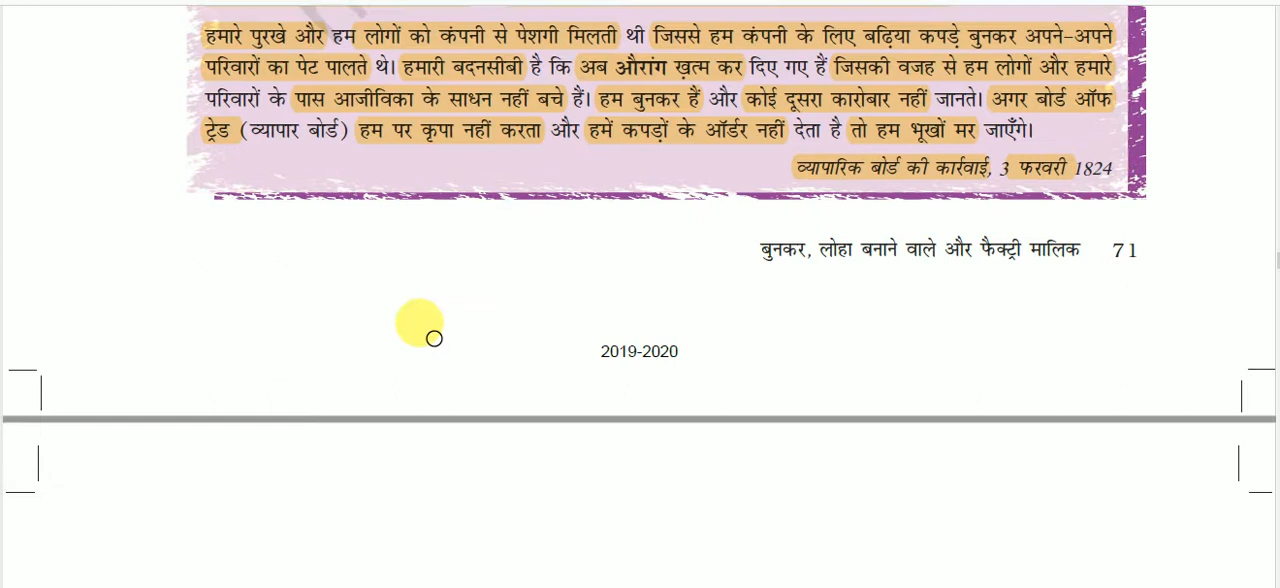 हमारे पुरखे और हम लोगों को कंपनी से पेशगी मिलती थी जिससे हम कंपनी के लिए बढ़िया कपड़े बुनकर अपने-अपने
परिवारों का पेट पालते थे। हमारी बदनसीबी है कि अब औरांग ख़त्म कर दिए गए हैं जिसकी वजह से हम लोगों और हमारे
परिवारों के पास आजीविका के साधन नहीं बचे हैं। हम बुनकर हैं और कोई दूसरा कारोबार नहीं जानते। अगर बोर्ड ऑफ
ट्रेड (व्यापार बोर्ड) हम पर कृपा नहीं करता और हमें कपड़ों के ऑर्डर नहीं देता है तो हम भूखों मर जाएँगे।
व्यापारिक बोर्ड की कार्रवाई, 3 फरवरी 1824
बुनकर, लोहा बनाने वाले और फैक्ट्री मालिक 71
2019-2020